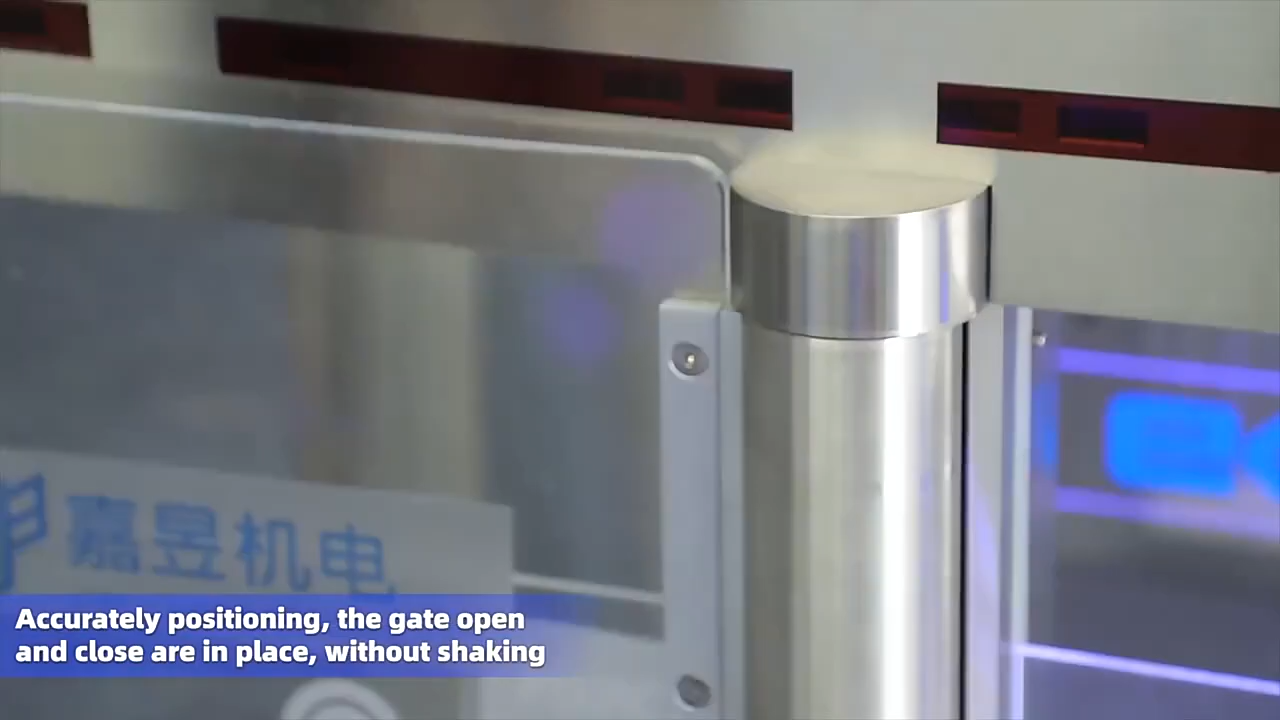 嘉昱机电
Accurately positioning, the gate open
and close are in place, without shaking